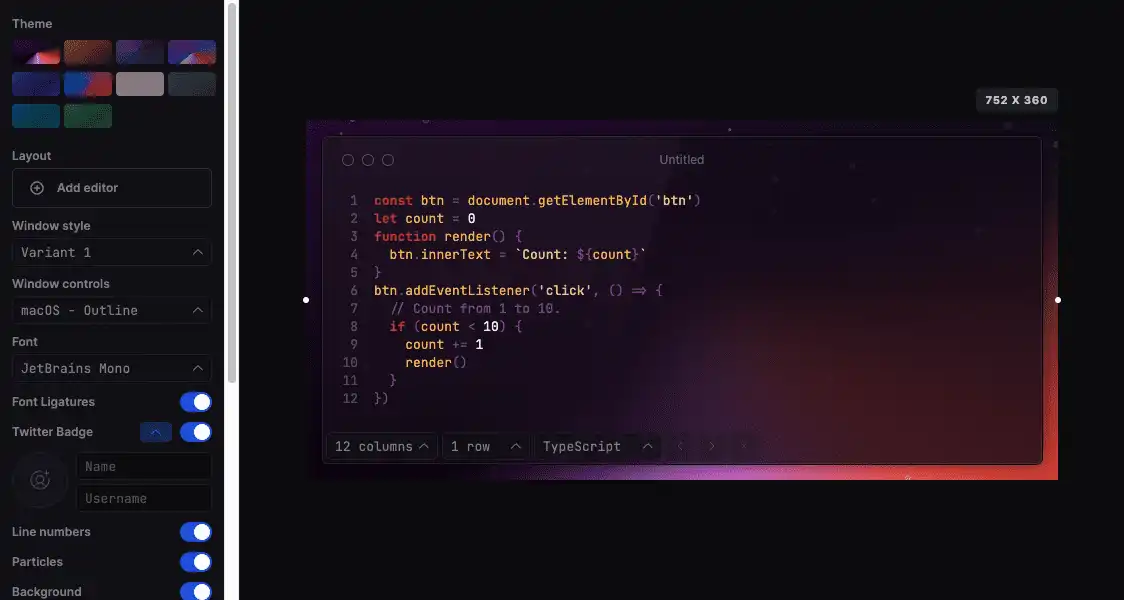 Theme
Layout
Add editor
Window style
Variant 1
Window controls
macOS - Outline
Font
JetBrains Mono
Font Ligatures
Twitter Badge
Name
Username
Line numbers
Particles
Background
752 X 360
Untitled
1 const btn = document.getElementById('btn')
2 let count = 0
3 function render() {
4 btn.innerText = `Count: ${count}`
5 }
6 btn.addEventListener('click', () => {
7 // Count from 1 to 10.
8 if (count < 10) {
9 count += 1
10 render()
11 }
12 })
12 columns 1 row TypeScript